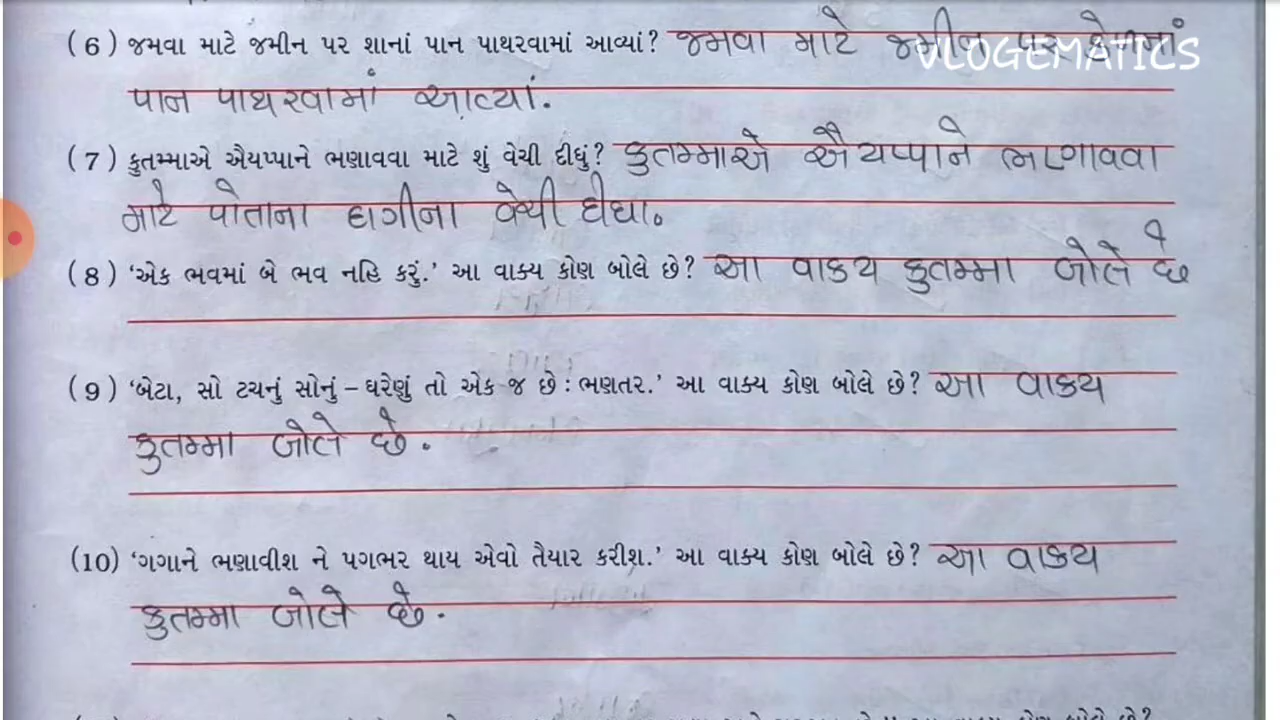 (6) જમવા માટે જમીન પર શાનાં પાન પાથરવામાં આવ્યાં? જમવા માટે જમીન પર કેળનાં
VLOGEMATICS
પાન પાથરવામાં આવ્યાં.
(7) કુતમ્માએ ઐયપ્પાને ભણાવવા માટે શું વેચી દીધું? કુતમ્માએ ઐયપ્પાને ભણાવવા
માટે પોતાના દાગીના વેચી દીધા.
(8) ‘એક ભવમાં બે ભવ નહિ કરું.’ આ વાક્ય કોણ બોલે છે? આ વાક્ય કુતમ્મા બોલે છે
(9) ‘બેટા, સો ટચનું સોનું – ઘરેણું તો એક જ છે : ભણતર.’ આ વાક્ય કોણ બોલે છે? આ વાક્ય
કુતમ્મા બોલે છે.
(10) ‘ગગાને ભણાવીશ ને પગભર થાય એવો તૈયાર કરીશ.’ આ વાક્ય કોણ બોલે છે? આ વાક્ય
કુતમ્મા બોલે છે.
આ વાક્ય કોણ બોલે છે?